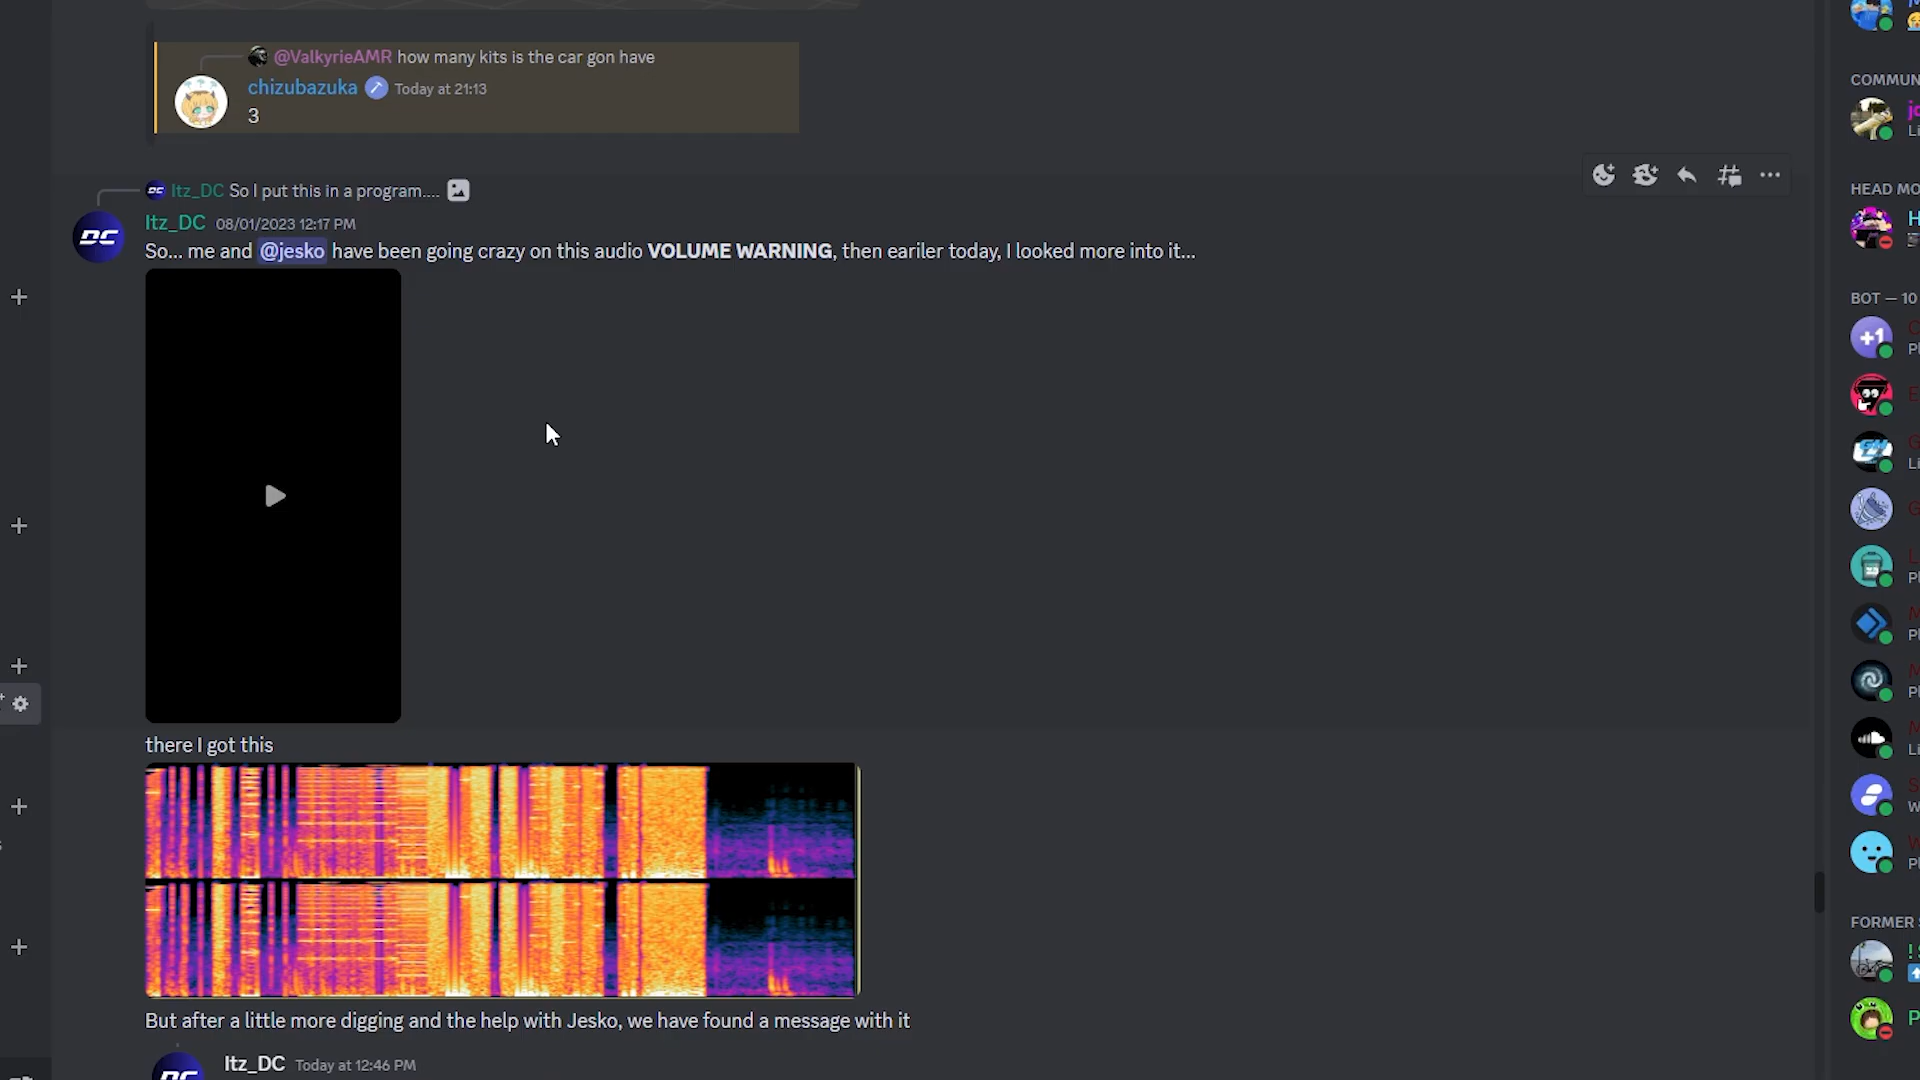 @ValkyrieAMR how many kits is the car gon have
chizubazuka Today at 21:13
3
Itz_DC So I put this in a program....
Itz_DC 08/01/2023 12:17 PM
So... me and @jesko have been going crazy on this audio VOLUME WARNING, then eariler today, I looked more into it...
there I got this
But after a little more digging and the help with Jesko, we have found a message with it
Itz_DC Today at 12:46 PM
DC
COMMUN
HEAD MO
BOT — 10
+1
FORMER